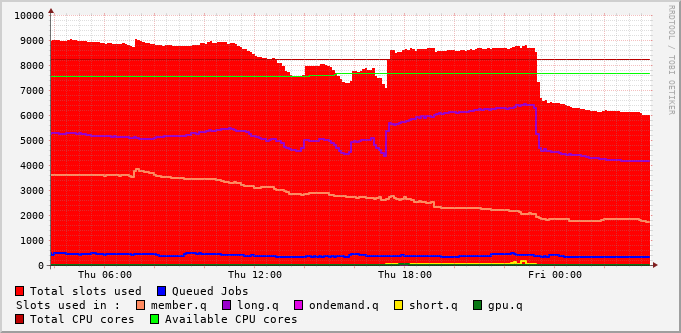 10000
9000
8000
7000
6000
5000
4000
3000
2000
1000
0
Thu 06:00 Thu 12:00 Thu 18:00 Fri 00:00
RRDTOOL / TOBI OETIKER
Total slots used Queued Jobs
Slots used in : member.q long.q ondemand.q short.q gpu.q
Total CPU cores Available CPU cores